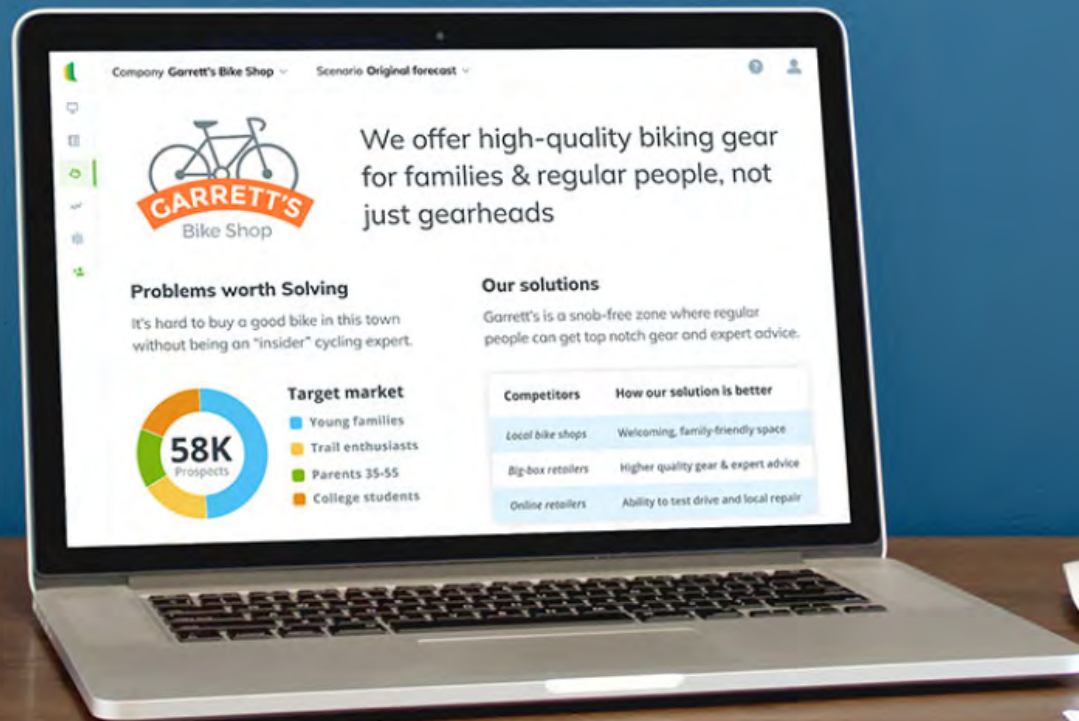 Company Garrett's Bike Shop
Scenario Original forecast
?
GARRETT'S
Bike Shop
We offer high-quality biking gear
for families & regular people, not
just gearheads
Problems worth Solving
It's hard to buy a good bike in this town
without being an "insider" cycling expert.
Our solutions
Garrett's is a snob-free zone where regular
people can get top notch gear and expert advice.
58K
Prospects
Target market
Young families
Trail enthusiasts
Parents 35-55
College students
Competitors How our solution is better
Local bike shops Welcoming, family-friendly space
Big-box retailers Higher quality gear & expert advice
Online retailers Ability to test drive and local repair